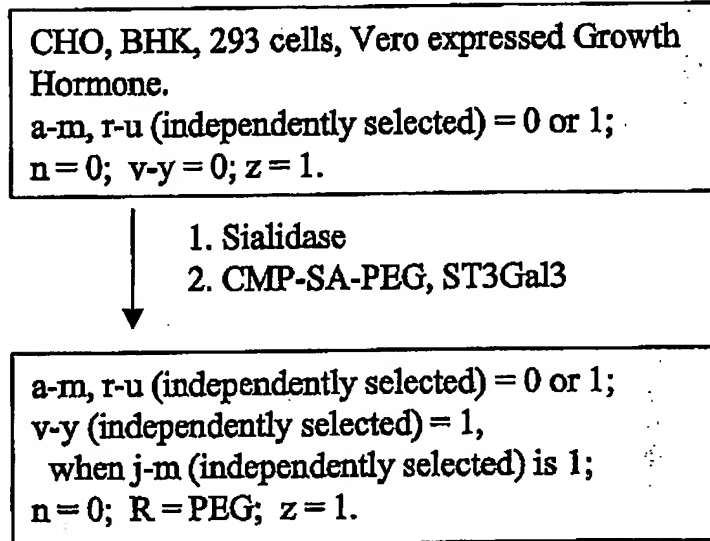 CHO, BHK, 293 cells, Vero expressed Growth
Hormone.
a-m, r-u (independently selected) = 0 or 1;
n = 0; v-y = 0; z = 1.
1. Sialidase
2. CMP-SA-PEG, ST3Gal3
a-m, r-u (independently selected) = 0 or 1;
v-y (independently selected) = 1,
when j-m (independently selected) is 1;
n = 0; R = PEG; z = 1.